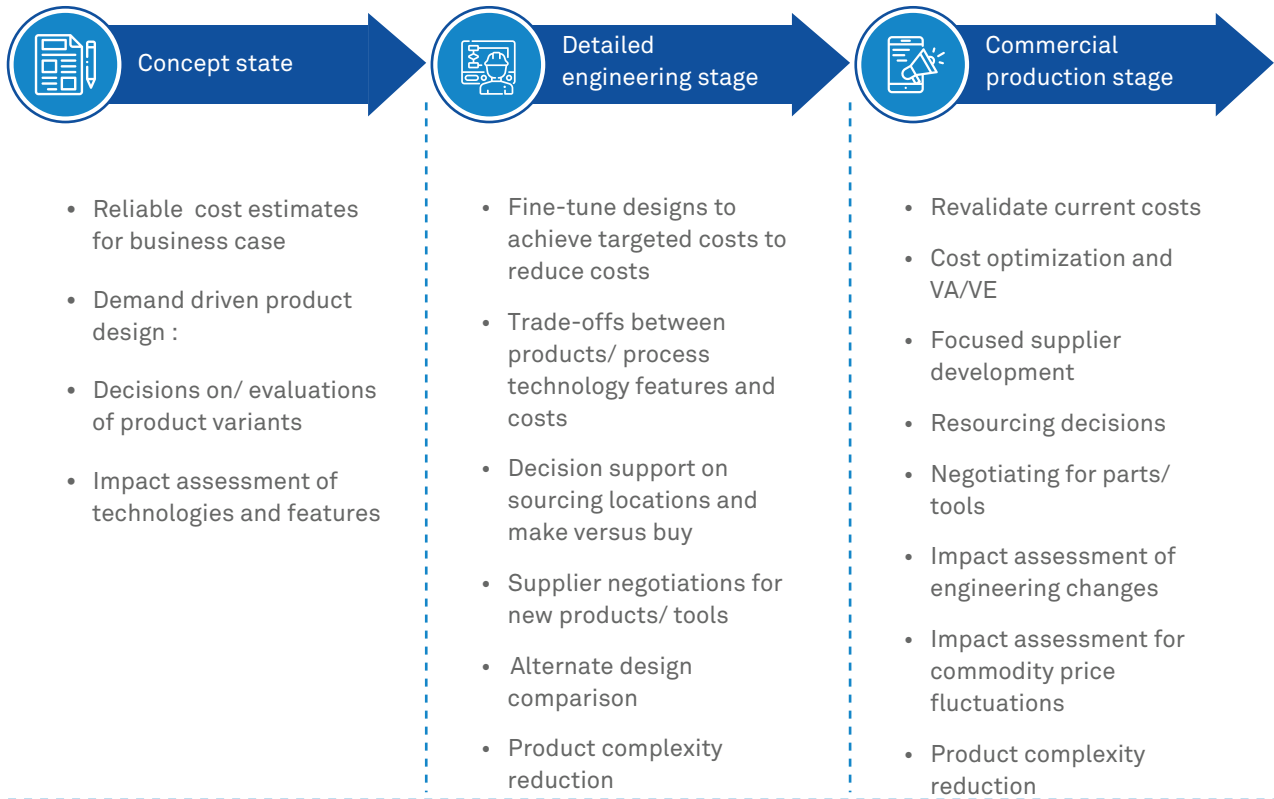 Concept state
Reliable cost estimates
for business case
Demand driven product
design :
Decisions on/ evaluations
of product variants
Impact assessment of
technologies and features
Detailed
engineering stage
Fine-tune designs to
achieve targeted costs to
reduce costs
Trade-offs between
products/ process
technology features and
costs
Decision support on
sourcing locations and
make versus buy
Supplier negotiations for
new products/ tools
Alternate design
comparison
Product complexity
reduction
Commercial
production stage
Revalidate current costs
Cost optimization and
VA/VE
Focused supplier
development
Resourcing decisions
Negotiating for parts/
tools
Impact assessment of
engineering changes
Impact assessment for
commodity price
fluctuations
Product complexity
reduction